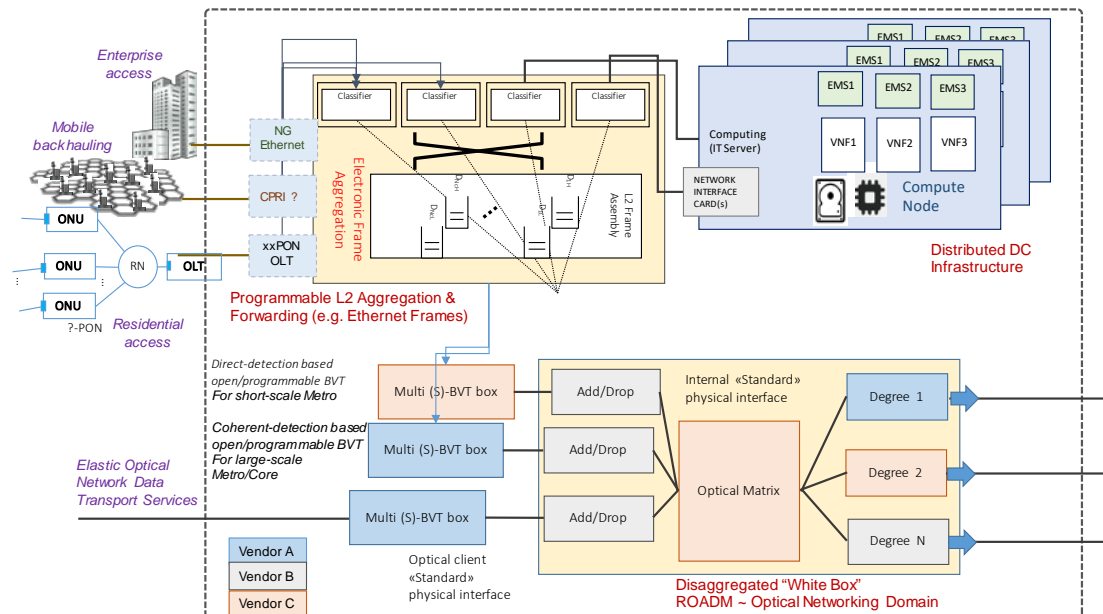 Enterprise
access
Mobile
backhauling
ONU
ONU
ONU
⋮
⋮
RN
OLT
?-PON
Residential
access
NG
Ethernet
CPRI ?
xxPON
OLT
Classifier
Classifier
Classifier
Classifier
Electronic Frame
Aggregation
L2 Frame
Assembly
Programmable L2 Aggregation &
Forwarding (e.g. Ethernet Frames)
Computing
(IT Server)
NETWORK
INTERFACE
CARD(s)
EMS1
EMS2
EMS3
EMS1
EMS2
EMS3
EMS1
EMS2
EMS3
VNF1
VNF2
VNF3
Compute
Node
Distributed DC
Infrastructure
Direct-detection based
open/programmable BVT
For short-scale Metro
Coherent-detection based
open/programmable BVT
For large-scale
Metro/Core
Elastic Optical
Network Data
Transport Services
Multi (S)-BVT box
Multi (S)-BVT box
Multi (S)-BVT box
Add/Drop
Add/Drop
Add/Drop
Internal «Standard»
physical interface
Optical Matrix
Degree 1
Degree 2
Degree N
Optical client
«Standard»
physical interface
Vendor A
Vendor B
Vendor C
Disaggregated “White Box”
ROADM ~ Optical Networking Domain